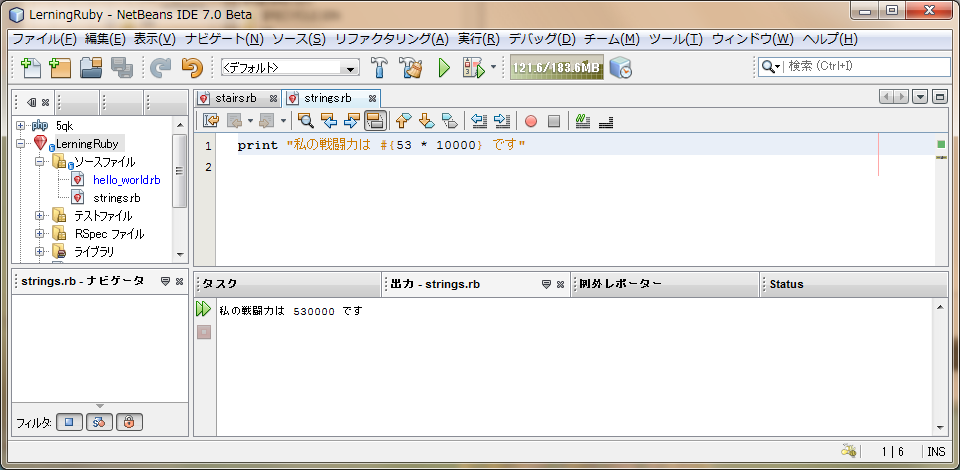 LerningRuby - NetBeans IDE 7.0 Beta
ファイル(F) 編集(E) 表示(V) ナビゲート(N) ソース(S) リファクタリング(A) 実行(R) デバッグ(D) チーム(M) ツール(T) ウィンドウ(W) ヘルプ(H)
<デフォルト> 121.6/183.6MB 検索 (Ctrl+I)
stairs.rb strings.rb
php 5qk
LerningRuby
ソースファイル
hello_world.rb
strings.rb
テストファイル
RSpec ファイル
ライブラリ
1 print "私の戦闘力は #{53 * 10000} です"
2
strings.rb - ナビゲータ
フィルタ:
タスク 出力 - strings.rb 例外レポーター Status
私の戦闘力は 530000 です
1 | 6 INS